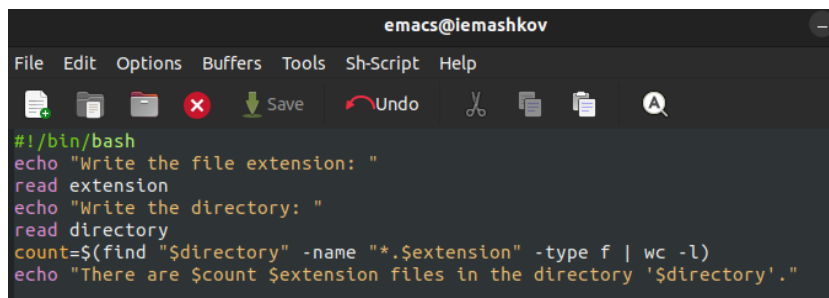 emacs@iemashkov
File Edit Options Buffers Tools Sh-Script Help
Save Undo
#!/bin/bash
echo "Write the file extension: "
read extension
echo "Write the directory: "
read directory
count=$(find "$directory" -name "*.$extension" -type f | wc -l)
echo "There are $count $extension files in the directory '$directory'."